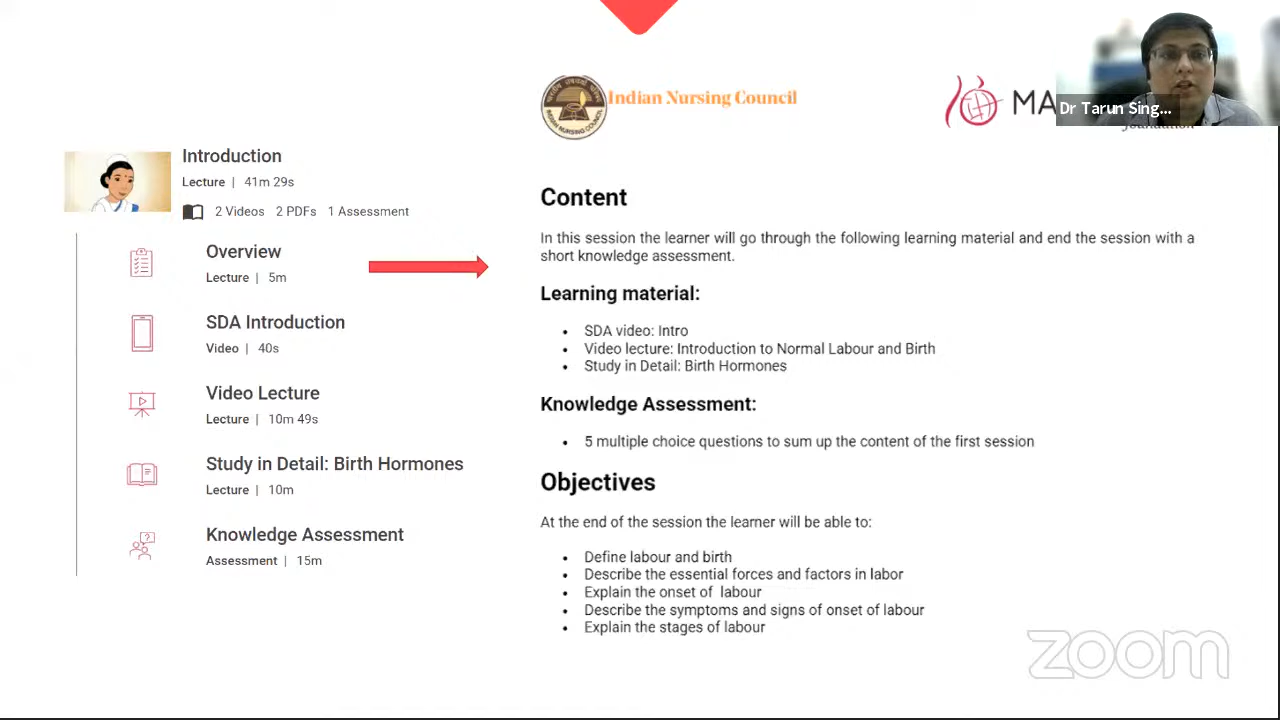 Indian Nursing Council
MA
Dr Tarun Sing...
Introduction
Lecture | 41m 29s
2 Videos 2 PDFs 1 Assessment
Overview
Lecture | 5m
SDA Introduction
Video | 40s
Video Lecture
Lecture | 10m 49s
Study in Detail: Birth Hormones
Lecture | 10m
Knowledge Assessment
Assessment | 15m
Content
In this session the learner will go through the following learning material and end the session with a
short knowledge assessment.
Learning material:
• SDA video: Intro
• Video lecture: Introduction to Normal Labour and Birth
• Study in Detail: Birth Hormones
Knowledge Assessment:
• 5 multiple choice questions to sum up the content of the first session
Objectives
At the end of the session the learner will be able to:
• Define labour and birth
• Describe the essential forces and factors in labor
• Explain the onset of labour
• Describe the symptoms and signs of onset of labour
• Explain the stages of labour
zoom